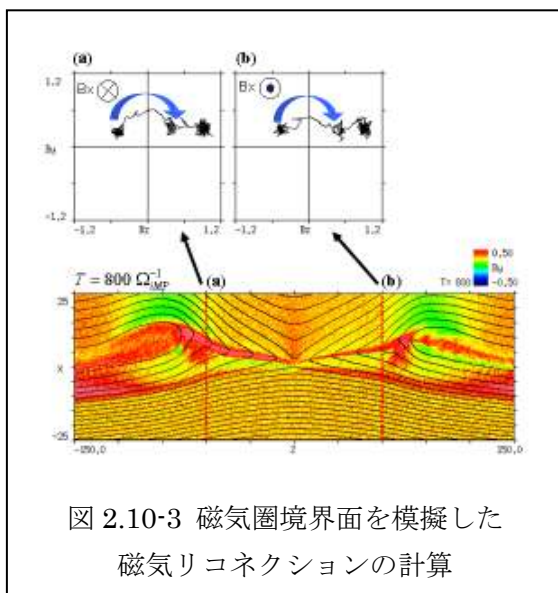 (a)
(b)
1.2
Bx
By
-1.2
-1.2
Bz
1.2
1.2
Bx
-1.2
-1.2
Bz
1.2
T = 800 Ω⁻¹iMP
(a)
(b)
0.50
By
T= 800
-0.50
25
X
-25
-250.0
Z
250.0
図 2.10-3 磁気圏境界面を模擬した
磁気リコネクションの計算